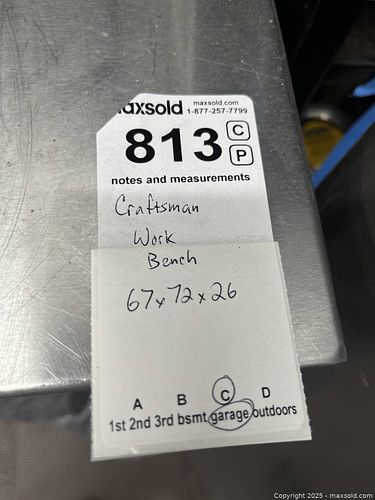 axsold maxsold.com
1-877-257-7799
813 C
P
notes and measurements
Craftsman
Work
Bench
67x72x26
A B C D
1st 2nd 3rd bsmt garage outdoors
Copyright © 2025 - maxsold.com